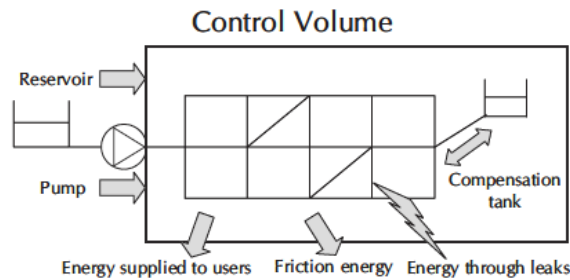 Control Volume
Reservoir
Pump
Compensation
tank
Energy supplied to users
Friction energy
Energy through leaks